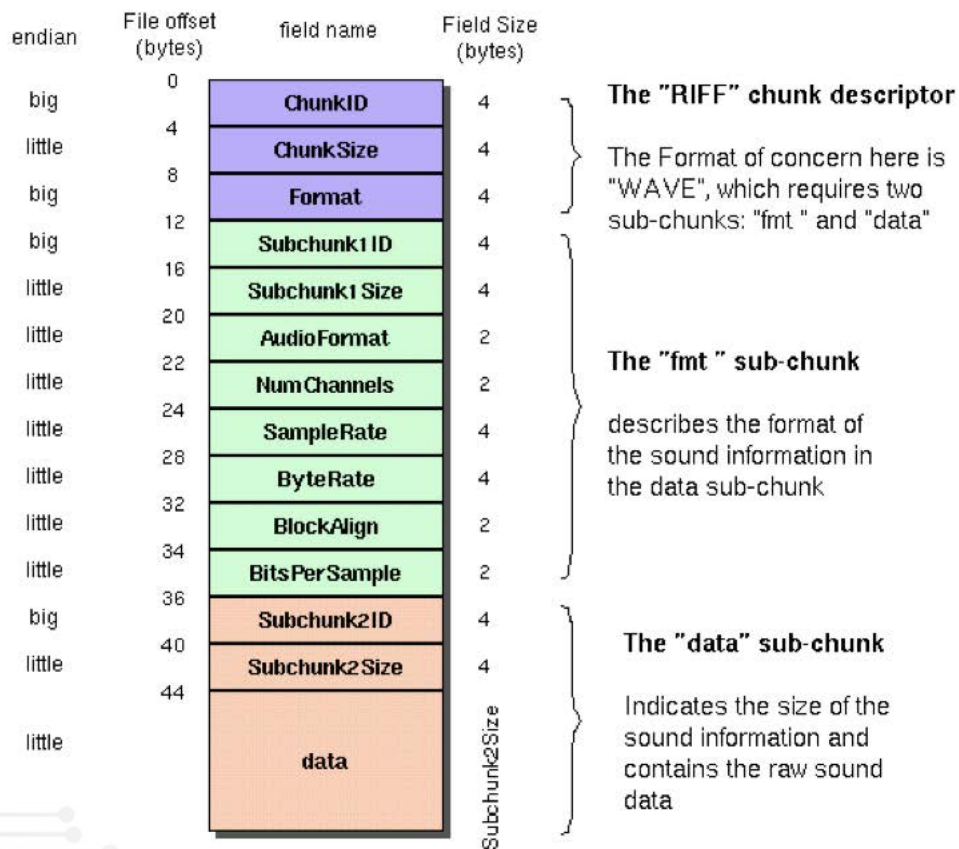 endian
File offset
(bytes)
field name
Field Size
(bytes)
0
big
ChunkID
4
4
little
ChunkSize
4
8
big
Format
4
12
The "RIFF" chunk descriptor
The Format of concern here is
"WAVE", which requires two
sub-chunks: "fmt " and "data"
big
Subchunk1ID
4
16
little
Subchunk1Size
4
20
little
AudioFormat
2
22
little
NumChannels
2
24
little
SampleRate
4
28
little
ByteRate
4
32
little
BlockAlign
2
34
little
BitsPerSample
2
36
The "fmt " sub-chunk
describes the format of
the sound information in
the data sub-chunk
big
Subchunk2ID
4
40
little
Subchunk2Size
4
44
little
data
Subchunk2Size
The "data" sub-chunk
Indicates the size of the
sound information and
contains the raw sound
data